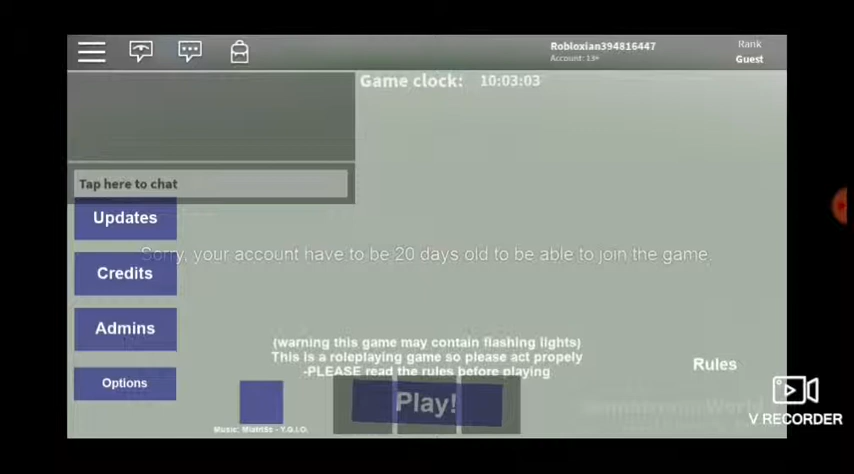 Robloxian394816447
Account: 13+
Rank
Guest
Game clock: 10:03:03
Tap here to chat
Updates
Sorry, your account have to be 20 days old to be able to join the game.
Credits
Admins
(warning this game may contain flashing lights)
This is a roleplaying game so please act propely
-PLEASE read the rules before playing
Rules
Options
Play!
V RECORDER